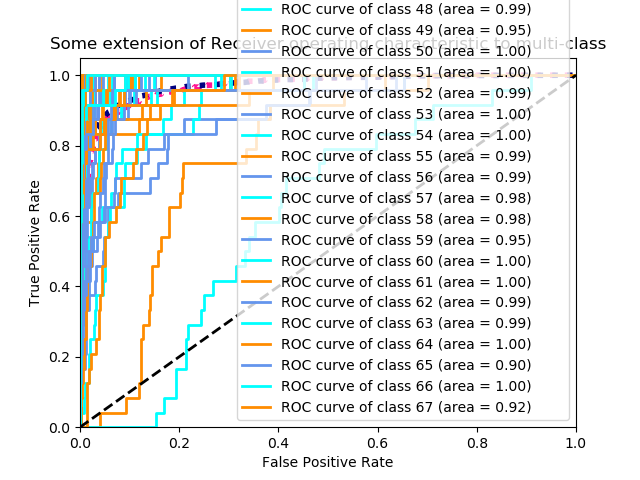 ROC curve of class 48 (area = 0.99)
ROC curve of class 49 (area = 0.95)
Some extension of Receiver operating characteristic to multi-class
ROC curve of class 50 (area = 1.00)
ROC curve of class 51 (area = 1.00)
ROC curve of class 52 (area = 0.99)
ROC curve of class 53 (area = 1.00)
ROC curve of class 54 (area = 1.00)
ROC curve of class 55 (area = 0.99)
ROC curve of class 56 (area = 0.99)
ROC curve of class 57 (area = 0.98)
ROC curve of class 58 (area = 0.98)
ROC curve of class 59 (area = 0.95)
ROC curve of class 60 (area = 1.00)
ROC curve of class 61 (area = 1.00)
ROC curve of class 62 (area = 0.99)
ROC curve of class 63 (area = 0.99)
ROC curve of class 64 (area = 1.00)
ROC curve of class 65 (area = 0.90)
ROC curve of class 66 (area = 1.00)
ROC curve of class 67 (area = 0.92)
True Positive Rate
1.0
0.8
0.6
0.4
0.2
0.0
0.0 0.2 0.4 0.6 0.8 1.0
False Positive Rate